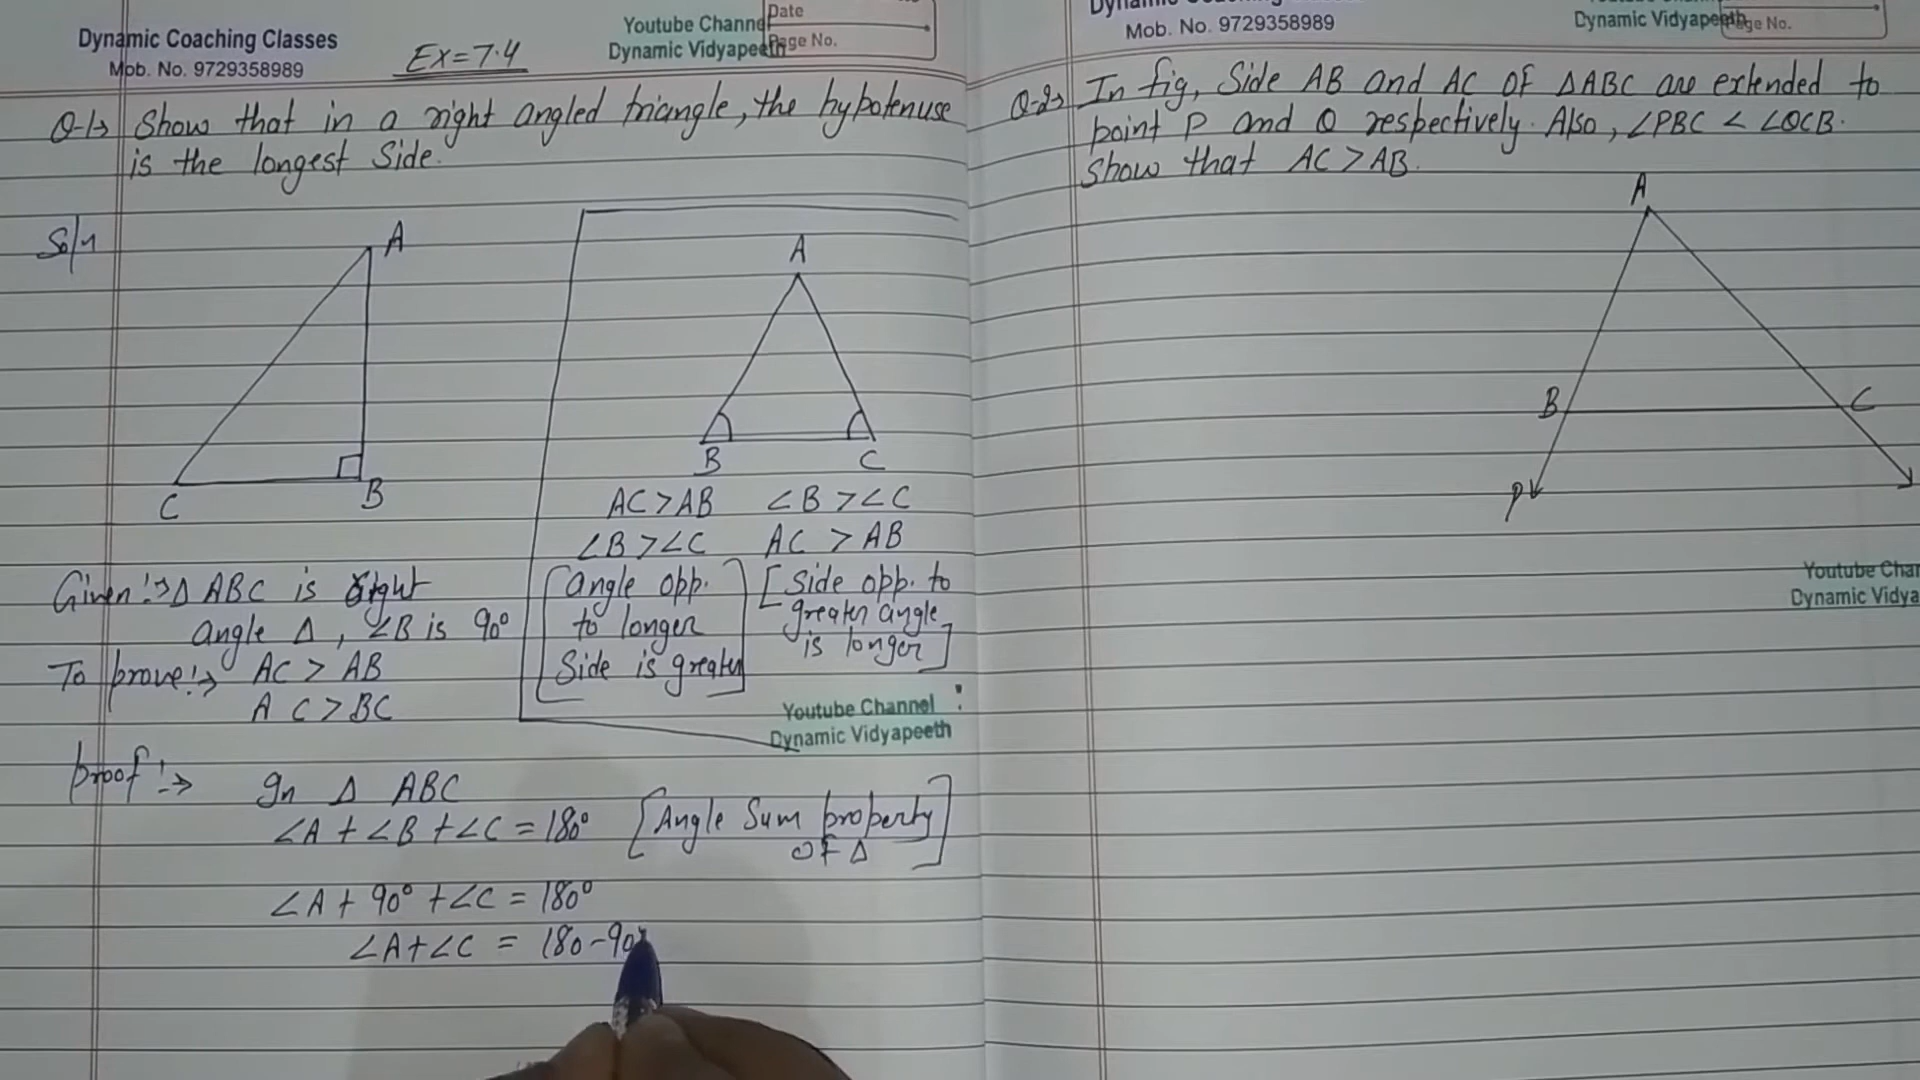 Dynamic Coaching Classes
Mob. No. 9729358989
Ex = 7.4
Youtube Channel
Dynamic Vidyapeeth
Date
Page No.
Q-1→ Show that in a right angled triangle, the hypotenuse
is the longest Side.
Sol^n
A
C
B
A
B
C
AC > AB ∠B > ∠C
∠B > ∠C AC > AB
[Angle opp. to longer Side is greater]
[Side opp. to greater angle is longer]
Given :→ Δ ABC is right
angle Δ, ∠B is 90°
To prove :→ AC > AB
AC > BC
Youtube Channel :
Dynamic Vidyapeeth
Proof :→ In Δ ABC
∠A + ∠B + ∠C = 180° [Angle Sum property
of Δ]
∠A + 90° + ∠C = 180°
∠A + ∠C = 180 - 90
Mob. No. 9729358989
Dynamic Vidyapeeth
Page No.
Q-2→ In fig, Side AB and AC of ΔABC are extended to
point P and Q respectively. Also, ∠PBC < ∠QCB.
Show that AC > AB.
A
B
C
P
Youtube Chan
Dynamic Vidya